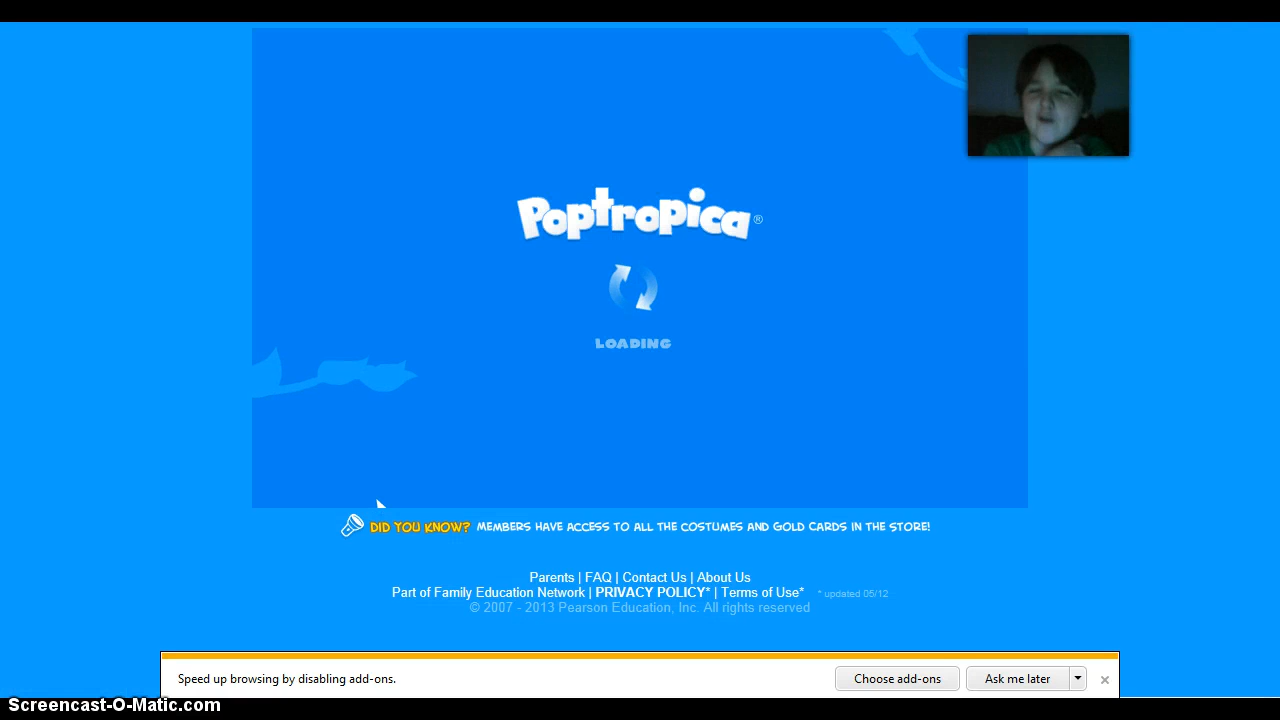 Poptropica®
LOADING
DID YOU KNOW? MEMBERS HAVE ACCESS TO ALL THE COSTUMES AND GOLD CARDS IN THE STORE!
Parents | FAQ | Contact Us | About Us
Part of Family Education Network | PRIVACY POLICY* | Terms of Use* * updated 05/12
© 2007 - 2013 Pearson Education, Inc. All rights reserved
Speed up browsing by disabling add-ons. Choose add-ons Ask me later
Screencast-O-Matic.com